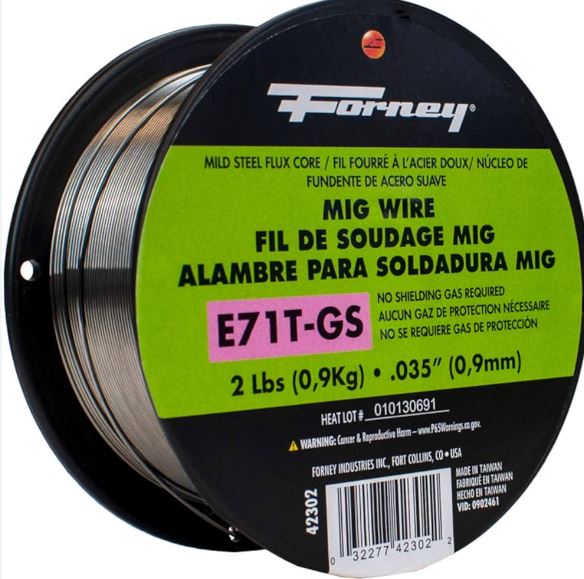 Forney®
MILD STEEL FLUX CORE / FIL FOURRÉ À L'ACIER DOUX/ NÚCLEO DE
FUNDENTE DE ACERO SUAVE
MIG WIRE
FIL DE SOUDAGE MIG
ALAMBRE PARA SOLDADURA MIG
E71T-GS
NO SHIELDING GAS REQUIRED
AUCUN GAZ DE PROTECTION NÉCESSAIRE
NO SE REQUIERE GAS DE PROTECCIÓN
2 Lbs (0,9Kg) • .035" (0,9mm)
HEAT LOT # 010130691
WARNING: Cancer & Reproductive Harm – www.P65Warnings.ca.gov.
FORNEY INDUSTRIES INC., FORT COLLINS, CO • USA
42302
MADE IN TAIWAN
FABRIQUÉ EN TAIWAN
HECHO EN TAIWÁN
VID: 0902461
0 32277 42302 2